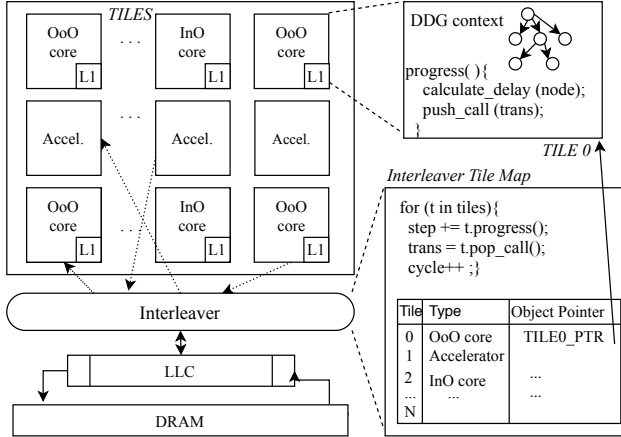 TILES
OoO core L1
. . .
InO core L1
OoO core L1
Accel.
. . .
Accel.
Accel.
OoO core L1
. . .
InO core L1
OoO core L1
Interleaver
LLC
DRAM
DDG context
progress( ){
calculate_delay (node);
push_call (trans);
}
TILE 0
Interleaver Tile Map
for (t in tiles){
step += t.progress();
trans = t.pop_call();
cycle++ ;}
Tile Type Object Pointer
0 OoO core TILE0_PTR
1 Accelerator
2 InO core ...
... ... ...
N